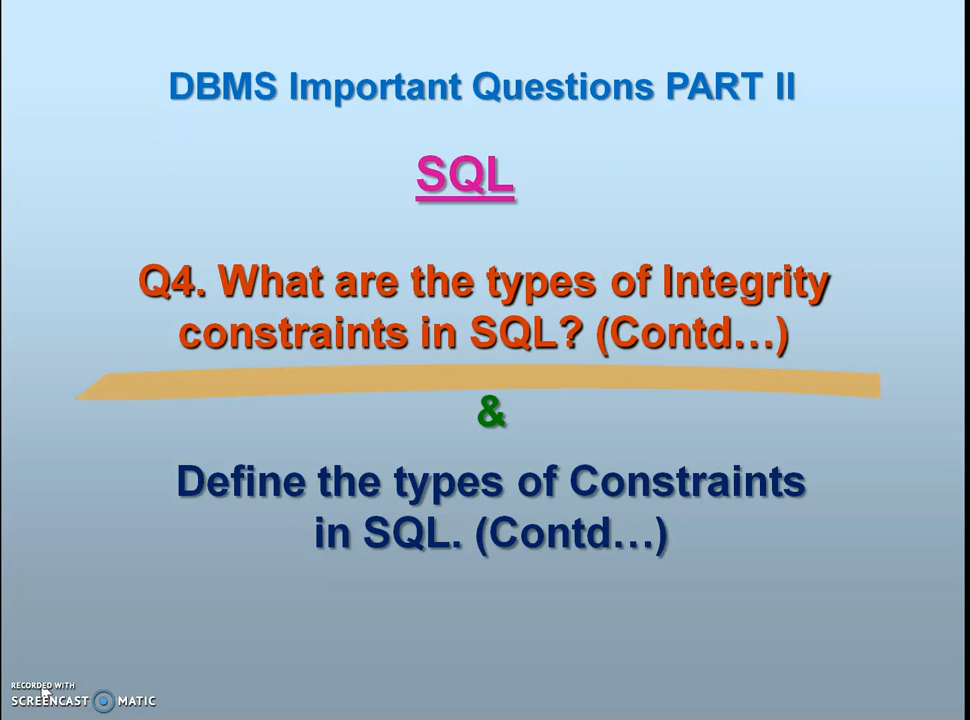 DBMS Important Questions PART II
SQL
Q4. What are the types of Integrity
constraints in SQL? (Contd…)
&
Define the types of Constraints
in SQL. (Contd…)
RECORDED WITH
SCREENCAST MATIC